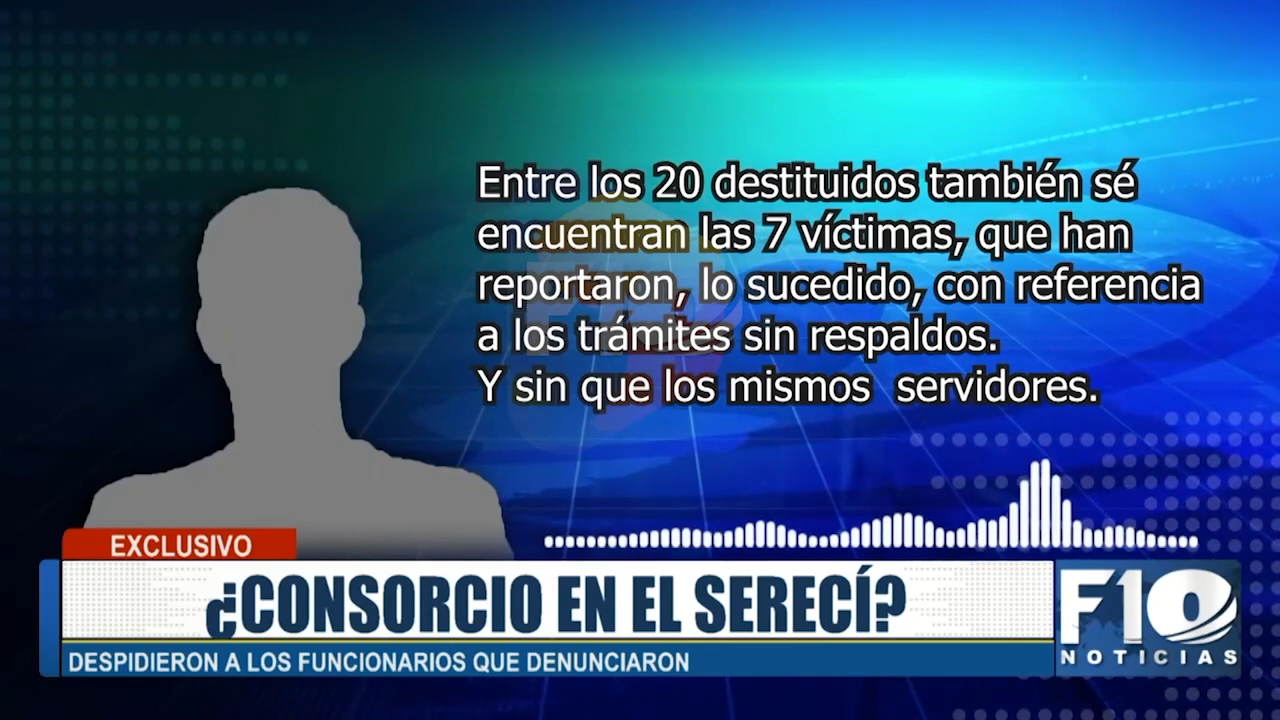 Entre los 20 destituidos también sé
encuentran las 7 víctimas, que han
reportaron, lo sucedido, con referencia
a los trámites sin respaldos.
Y sin que los mismos  servidores.
EXCLUSIVO
¿CONSORCIO EN EL SERECÍ?
DESPIDIERON A LOS FUNCIONARIOS QUE DENUNCIARON
F10
NOTICIAS